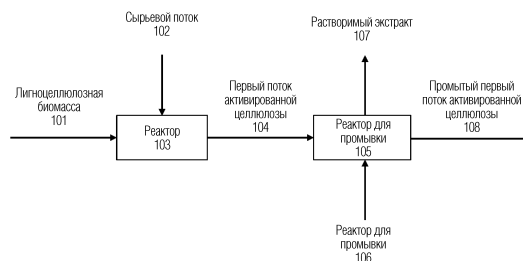 Сырьевой поток
102
Растворимый экстракт
107
Лигноцеллюлозная
биомасса
101
Реактор
103
Первый поток
активированной
целлюлозы
104
Реактор для
промывки
105
Промытый первый
поток активированной
целлюлозы
108
Реактор для
промывки
106